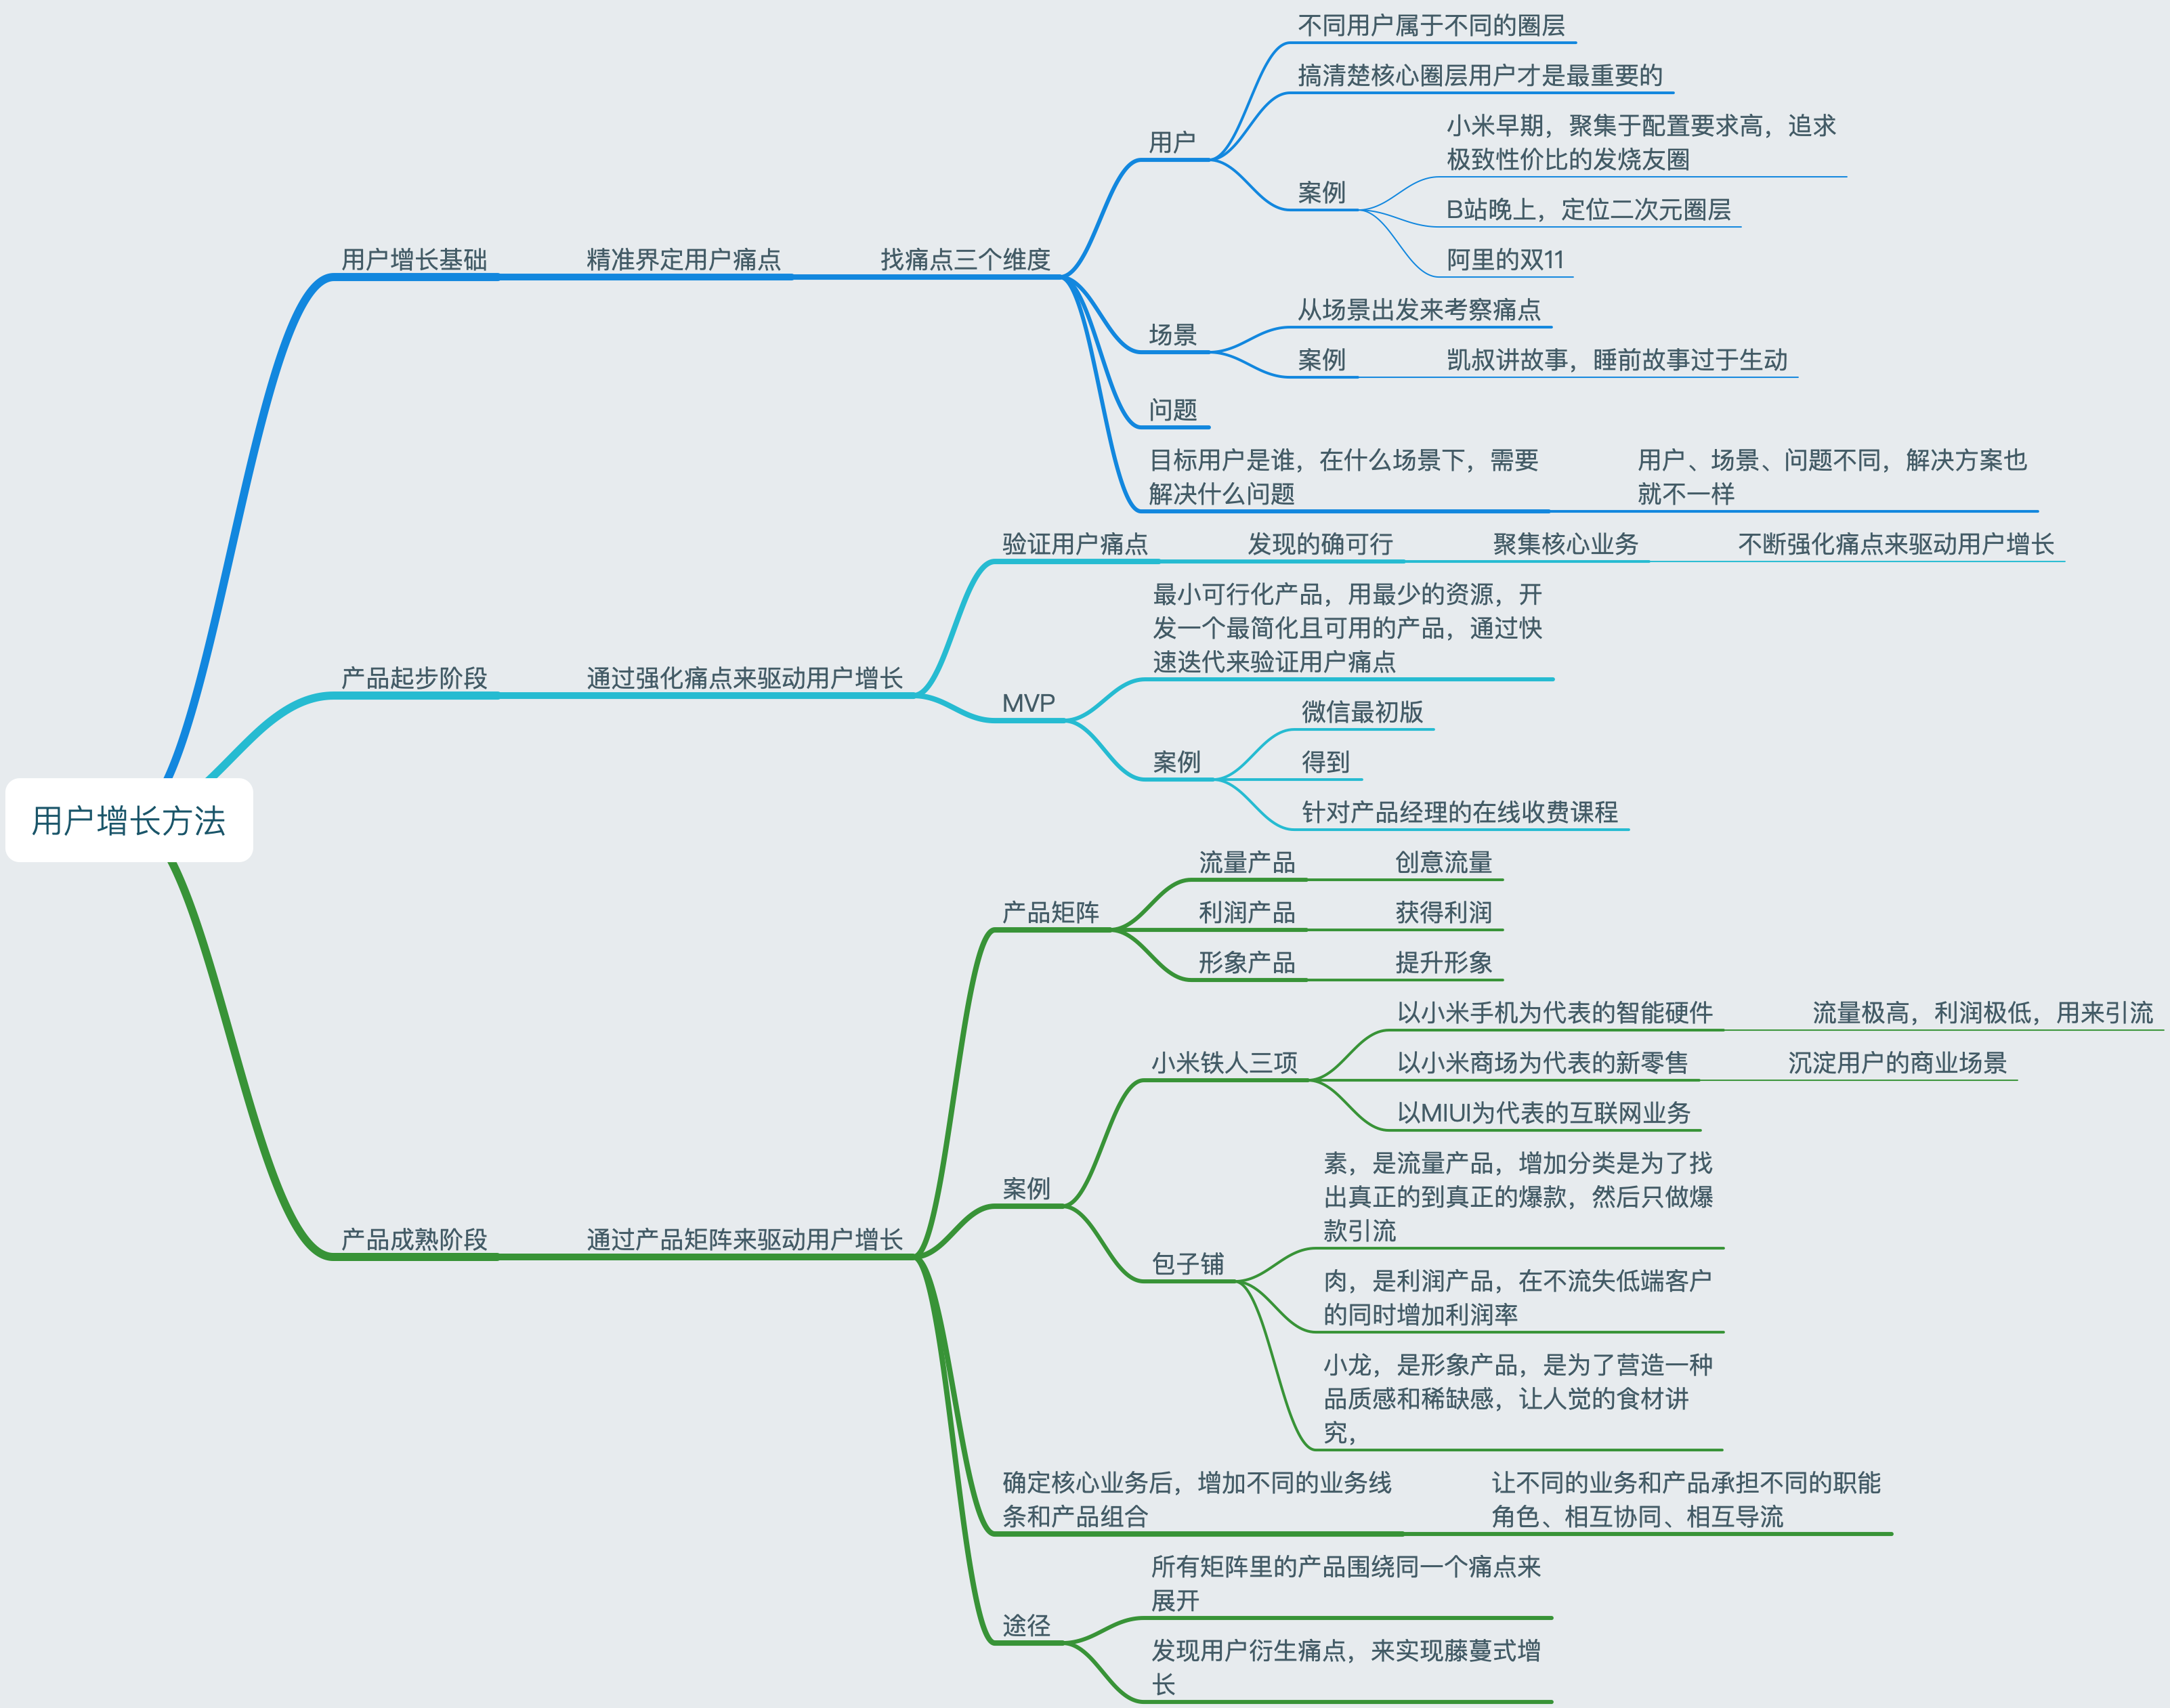 用户增长方法
用户增长基础
精准界定用户痛点
找痛点三个维度
用户
不同用户属于不同的圈层
搞清楚核心圈层用户才是最重要的
案例
小米早期，聚集于配置要求高，追求
极致性价比的发烧友圈
B站晚上，定位二次元圈层
阿里的双11
场景
从场景出发来考察痛点
案例
凯叔讲故事，睡前故事过于生动
问题
目标用户是谁，在什么场景下，需要
解决什么问题
用户、场景、问题不同，解决方案也
就不一样
产品起步阶段
通过强化痛点来驱动用户增长
验证用户痛点
发现的确可行
聚集核心业务
不断强化痛点来驱动用户增长
MVP
最小可行化产品，用最少的资源，开
发一个最简化且可用的产品，通过快
速迭代来验证用户痛点
案例
微信最初版
得到
针对产品经理的在线收费课程
产品成熟阶段
通过产品矩阵来驱动用户增长
产品矩阵
流量产品
创意流量
利润产品
获得利润
形象产品
提升形象
案例
小米铁人三项
以小米手机为代表的智能硬件
流量极高，利润极低，用来引流
以小米商场为代表的新零售
沉淀用户的商业场景
以MIUI为代表的互联网业务
包子铺
素，是流量产品，增加分类是为了找
出真正的到真正的爆款，然后只做爆
款引流
肉，是利润产品，在不流失低端客户
的同时增加利润率
小龙，是形象产品，是为了营造一种
品质感和稀缺感，让人觉的食材讲
究，
确定核心业务后，增加不同的业务线
条和产品组合
让不同的业务和产品承担不同的职能
角色、相互协同、相互导流
途径
所有矩阵里的产品围绕同一个痛点来
展开
发现用户衍生痛点，来实现藤蔓式增
长